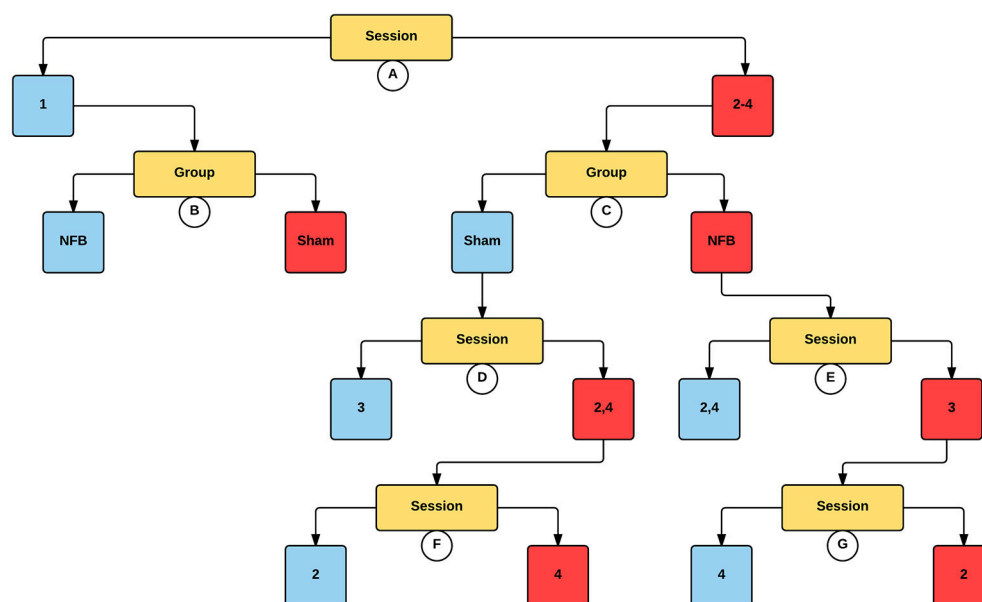 Session
A
1
2-4
Group
B
Group
C
NFB
Sham
Sham
NFB
Session
D
Session
E
3
2,4
2,4
3
Session
F
Session
G
2
4
4
2